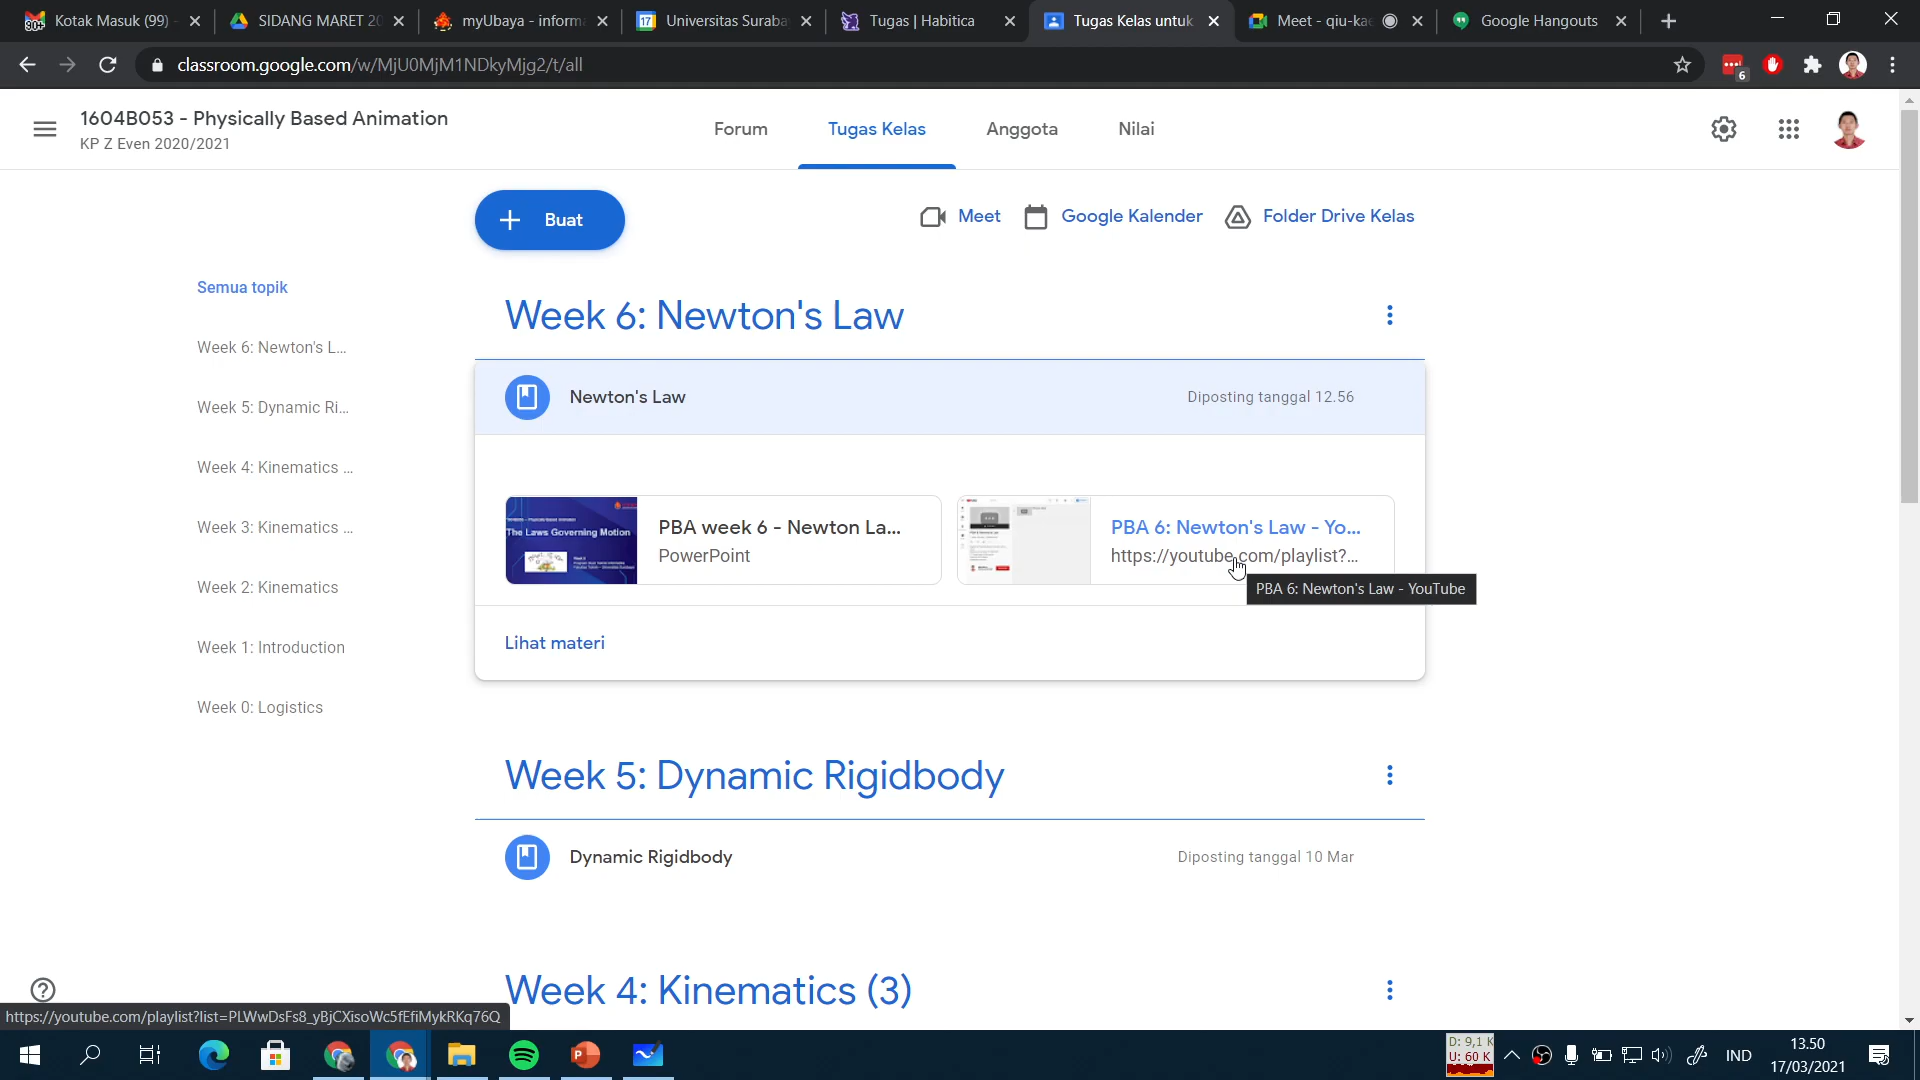 Kotak Masuk (99)
SIDANG MARET 20
myUbaya - inform
Universitas Suraba
Tugas | Habitica
Tugas Kelas untuk
Meet - qiu-kae
Google Hangouts
classroom.google.com/w/MjU0MjM1NDkyMjg2/t/all
6
1604B053 - Physically Based Animation
KP Z Even 2020/2021
Forum
Tugas Kelas
Anggota
Nilai
Buat
Meet
Google Kalender
Folder Drive Kelas
Semua topik
Week 6: Newton's L...
Week 5: Dynamic Ri...
Week 4: Kinematics ...
Week 3: Kinematics ...
Week 2: Kinematics
Week 1: Introduction
Week 0: Logistics
Week 6: Newton's Law
Newton's Law
Diposting tanggal 12.56
The Laws Governing Motion
PBA week 6 - Newton La...
PowerPoint
PBA 6: Newton's Law - Yo...
https://youtube.com/playlist?...
PBA 6: Newton's Law - YouTube
Lihat materi
Week 5: Dynamic Rigidbody
Dynamic Rigidbody
Diposting tanggal 10 Mar
Week 4: Kinematics (3)
https://youtube.com/playlist?list=PLWwDsFs8_yBjCXisoWc5fEfiMykRKq76Q
D: 9,1 K
U: 60 K
IND
13.50
17/03/2021